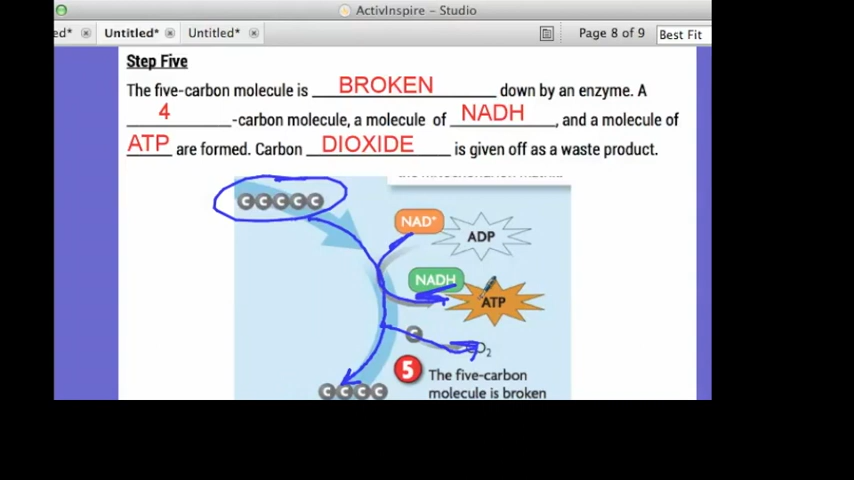 ActivInspire – Studio
ed* Untitled* Untitled* Page 8 of 9 Best Fit
Step Five
The five-carbon molecule is BROKEN down by an enzyme. A
4 -carbon molecule, a molecule of NADH, and a molecule of
ATP are formed. Carbon DIOXIDE is given off as a waste product.
C C C C C
NAD+
ADP
NADH
ATP
C
O2
5 The five-carbon
C C C C
molecule is broken